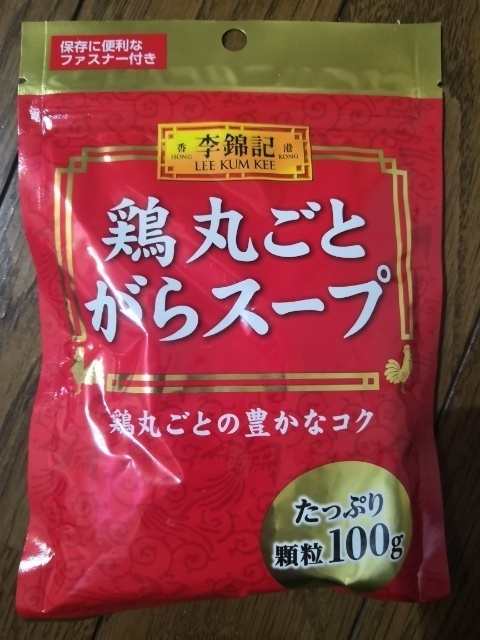 保存に便利な
ファスナー付き
香 李錦記 港
HONG LEE KUM KEE KONG
鶏丸ごと
がらスープ
鶏丸ごとの豊かなコク
たっぷり
顆粒100g